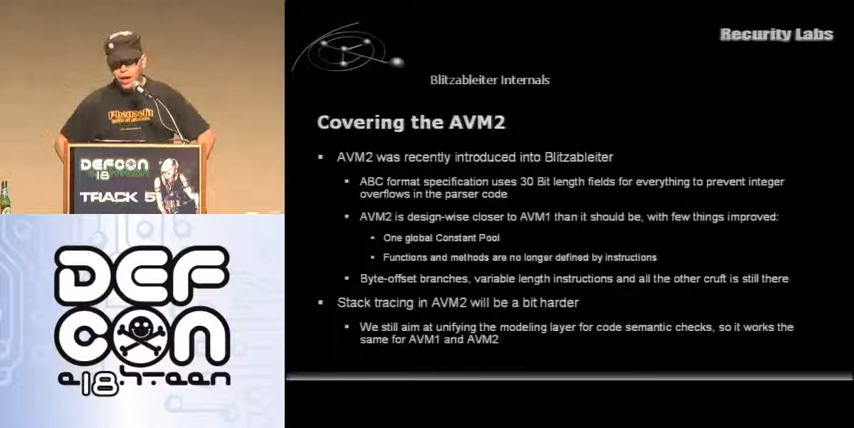 DEFCON
18
TRACK 5
DEF
CON
e18hteen
Recurity Labs
Blitzableiter Internals
Covering the AVM2
AVM2 was recently introduced into Blitzableiter
ABC format specification uses 30 Bit length fields for everything to prevent integer
overflows in the parser code
AVM2 is design-wise closer to AVM1 than it should be, with few things improved:
One global Constant Pool
Functions and methods are no longer defined by instructions
Byte-offset branches, variable length instructions and all the other cruft is still there
Stack tracing in AVM2 will be a bit harder
We still aim at unifying the modeling layer for code semantic checks, so it works the
same for AVM1 and AVM2